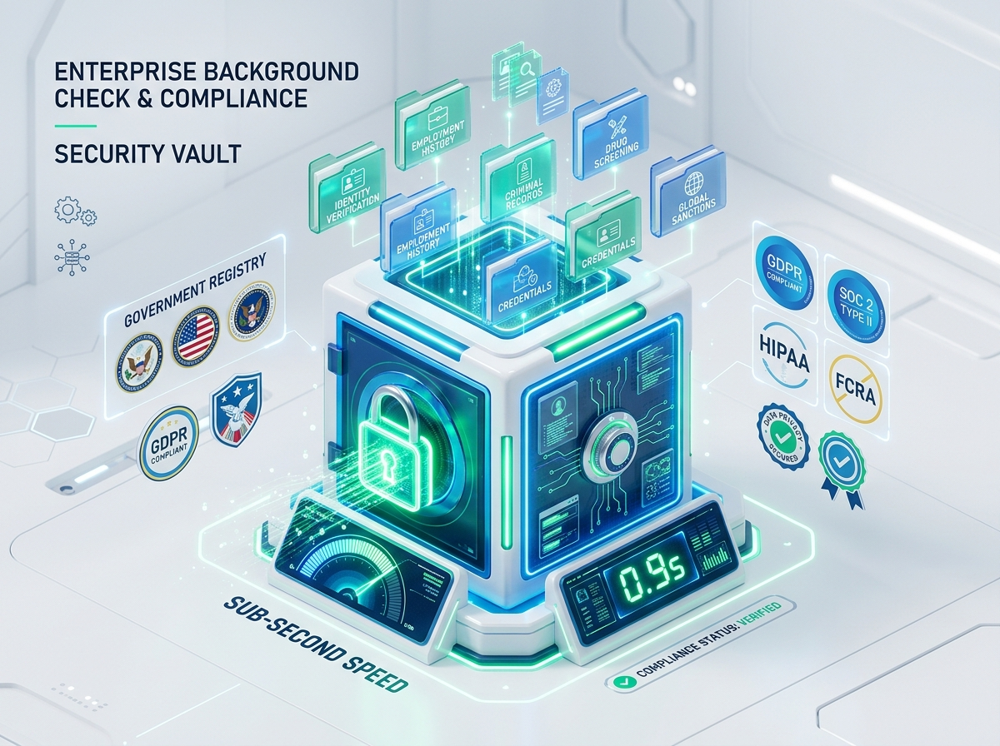 ENTERPRISE BACKGROUND
CHECK & COMPLIANCE
SECURITY VAULT
EMPLOYMENT
HISTORY
DRUG
SCREENING
IDENTITY
VERIFICATION
CRIMINAL
RECORDS
GLOBAL
SANCTIONS
EMPLOEMENT
HISTORY
CREDENTIALS
CREDENTIALS
GOVERNMENT REGISTRY
GDPR
COMPLIANT
GDPR
COMPLIANT
SOC 2
TYPE II
HIPAA
FCRA
DATA PRIVACY
0.9s
SUB-SECOND SPEED
COMPLIANCE STATUS: VERIFIED